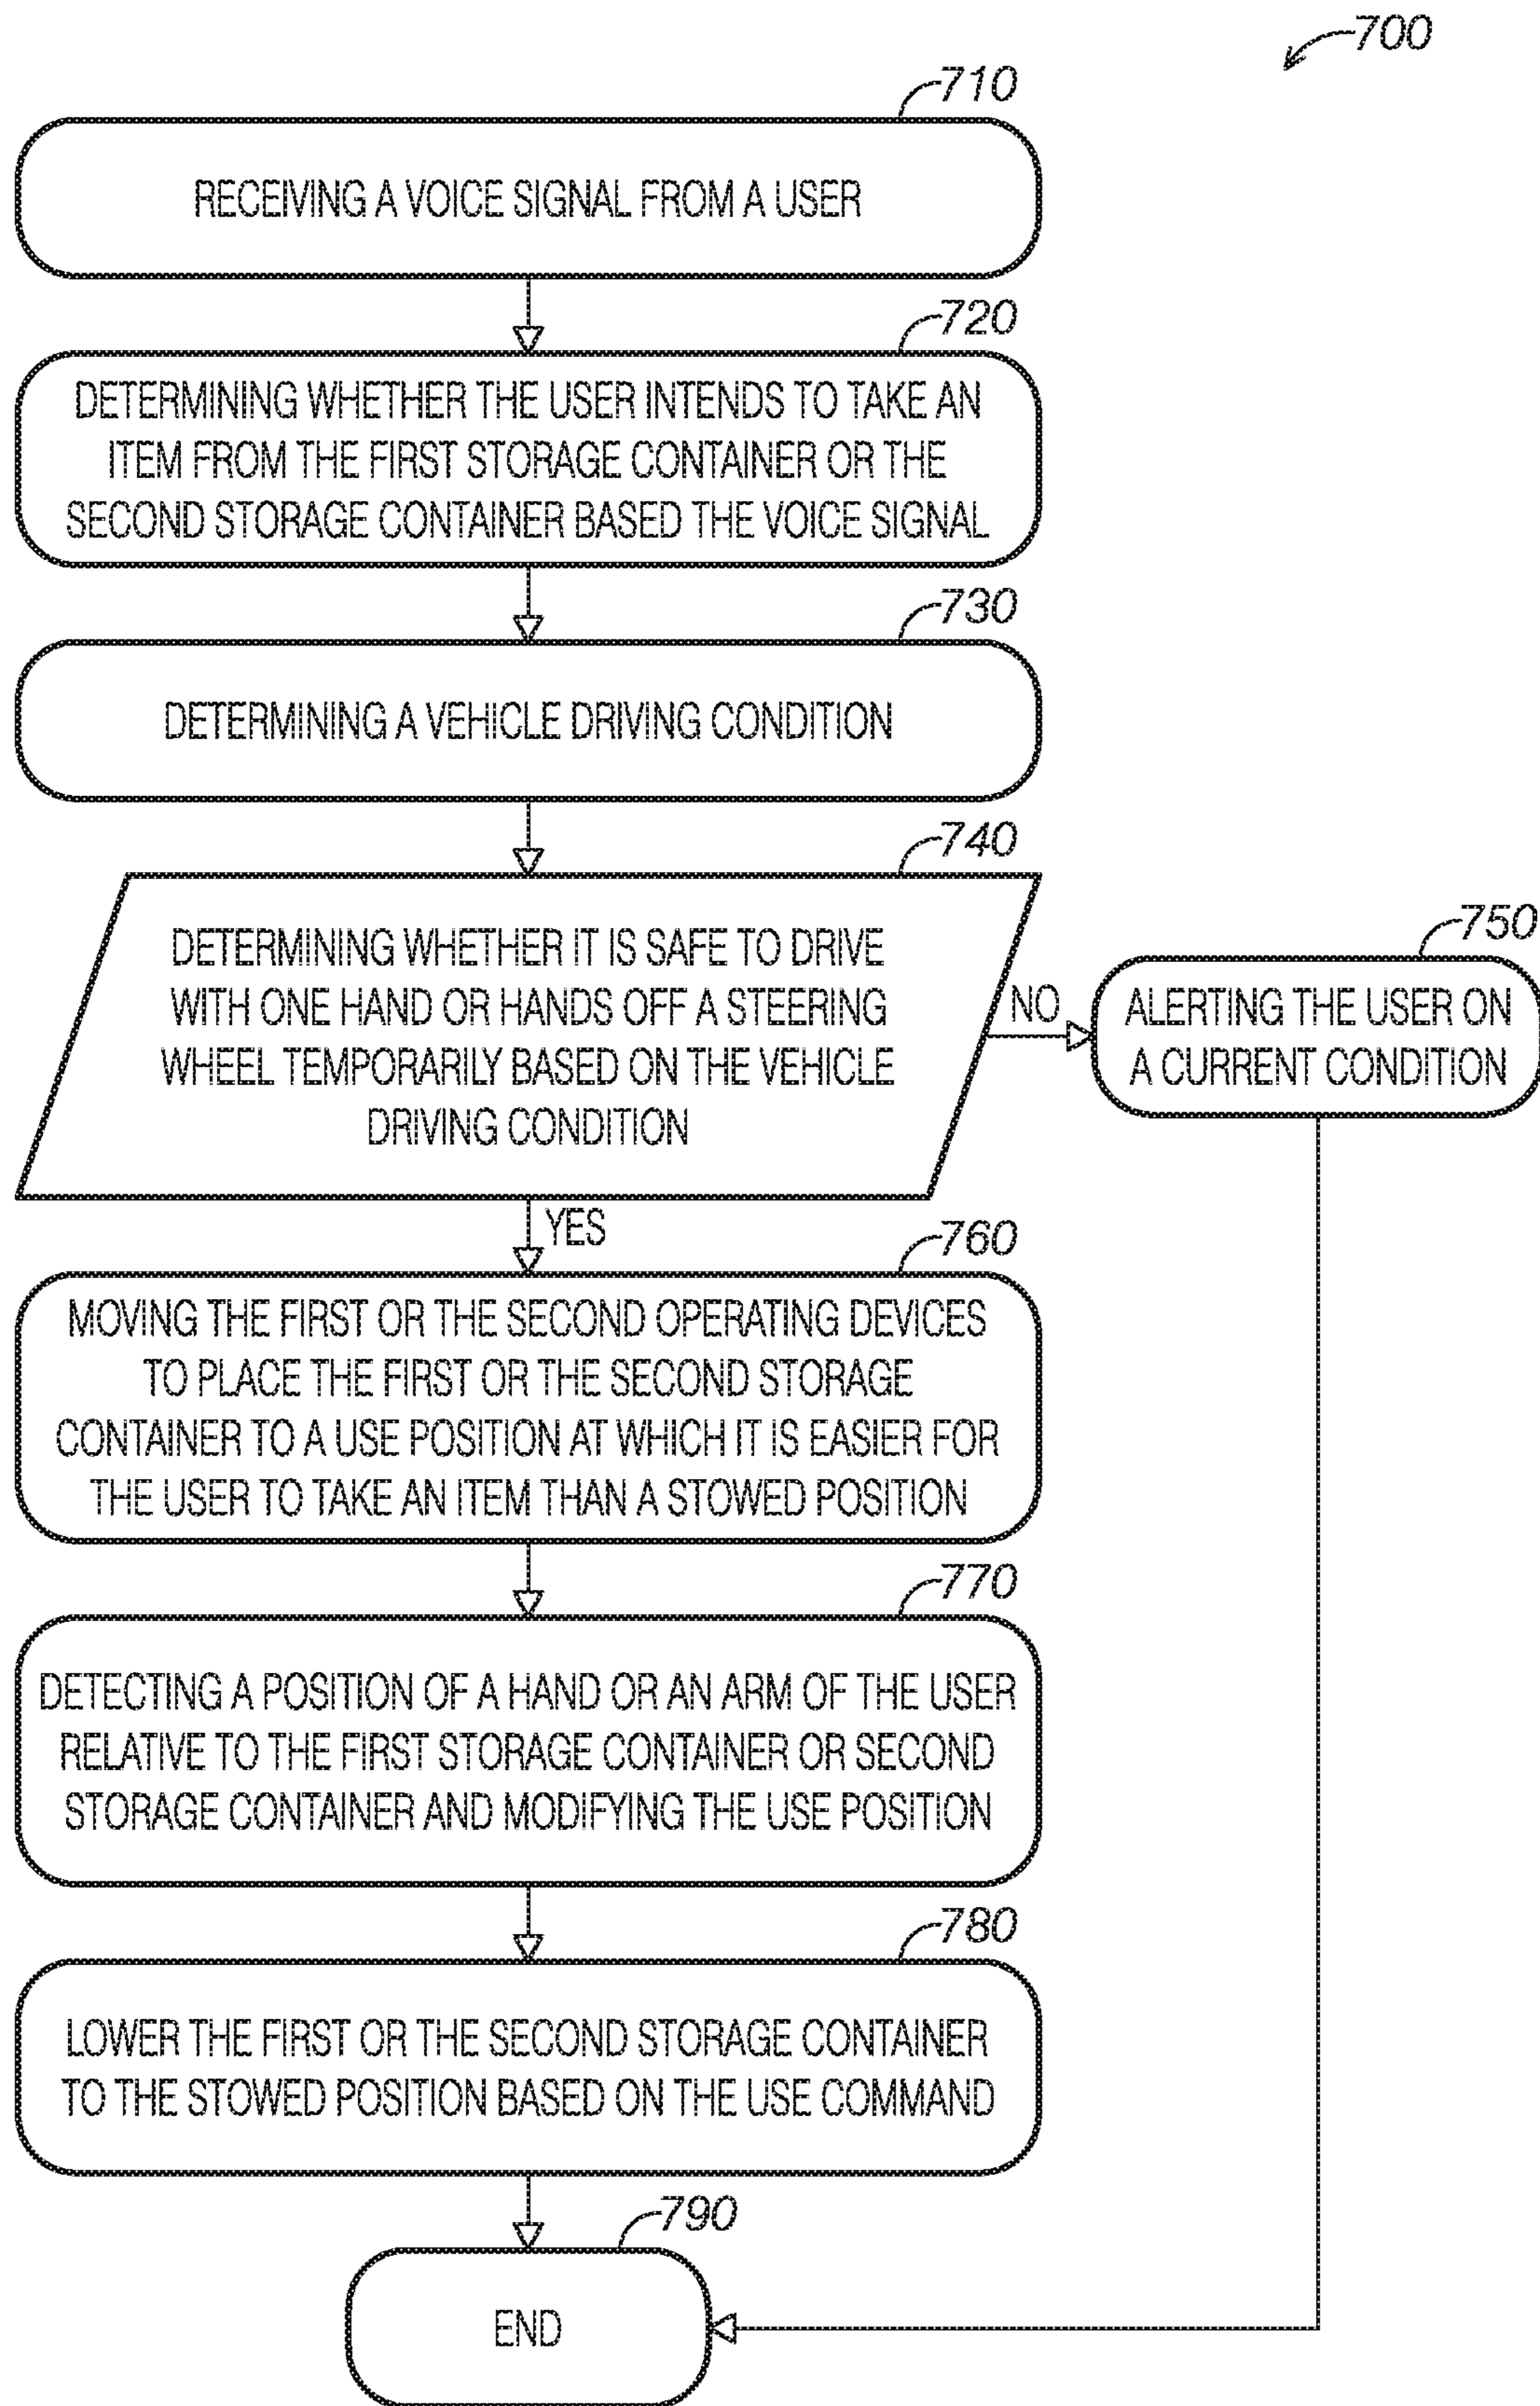 700
710
RECEIVING A VOICE SIGNAL FROM A USER
720
DETERMINING WHETHER THE USER INTENDS TO TAKE AN
ITEM FROM THE FIRST STORAGE CONTAINER OR THE
SECOND STORAGE CONTAINER BASED THE VOICE SIGNAL
730
DETERMINING A VEHICLE DRIVING CONDITION
740
DETERMINING WHETHER IT IS SAFE TO DRIVE
WITH ONE HAND OR HANDS OFF A STEERING
WHEEL TEMPORARILY BASED ON THE VEHICLE
DRIVING CONDITION
NO
750
ALERTING THE USER ON
A CURRENT CONDITION
YES
760
MOVING THE FIRST OR THE SECOND OPERATING DEVICES
TO PLACE THE FIRST OR THE SECOND STORAGE
CONTAINER TO A USE POSITION AT WHICH IT IS EASIER FOR
THE USER TO TAKE AN ITEM THAN A STOWED POSITION
770
DETECTING A POSITION OF A HAND OR AN ARM OF THE USER
RELATIVE TO THE FIRST STORAGE CONTAINER OR SECOND
STORAGE CONTAINER AND MODIFYING THE USE POSITION
780
LOWER THE FIRST OR THE SECOND STORAGE CONTAINER
TO THE STOWED POSITION BASED ON THE USE COMMAND
790
END